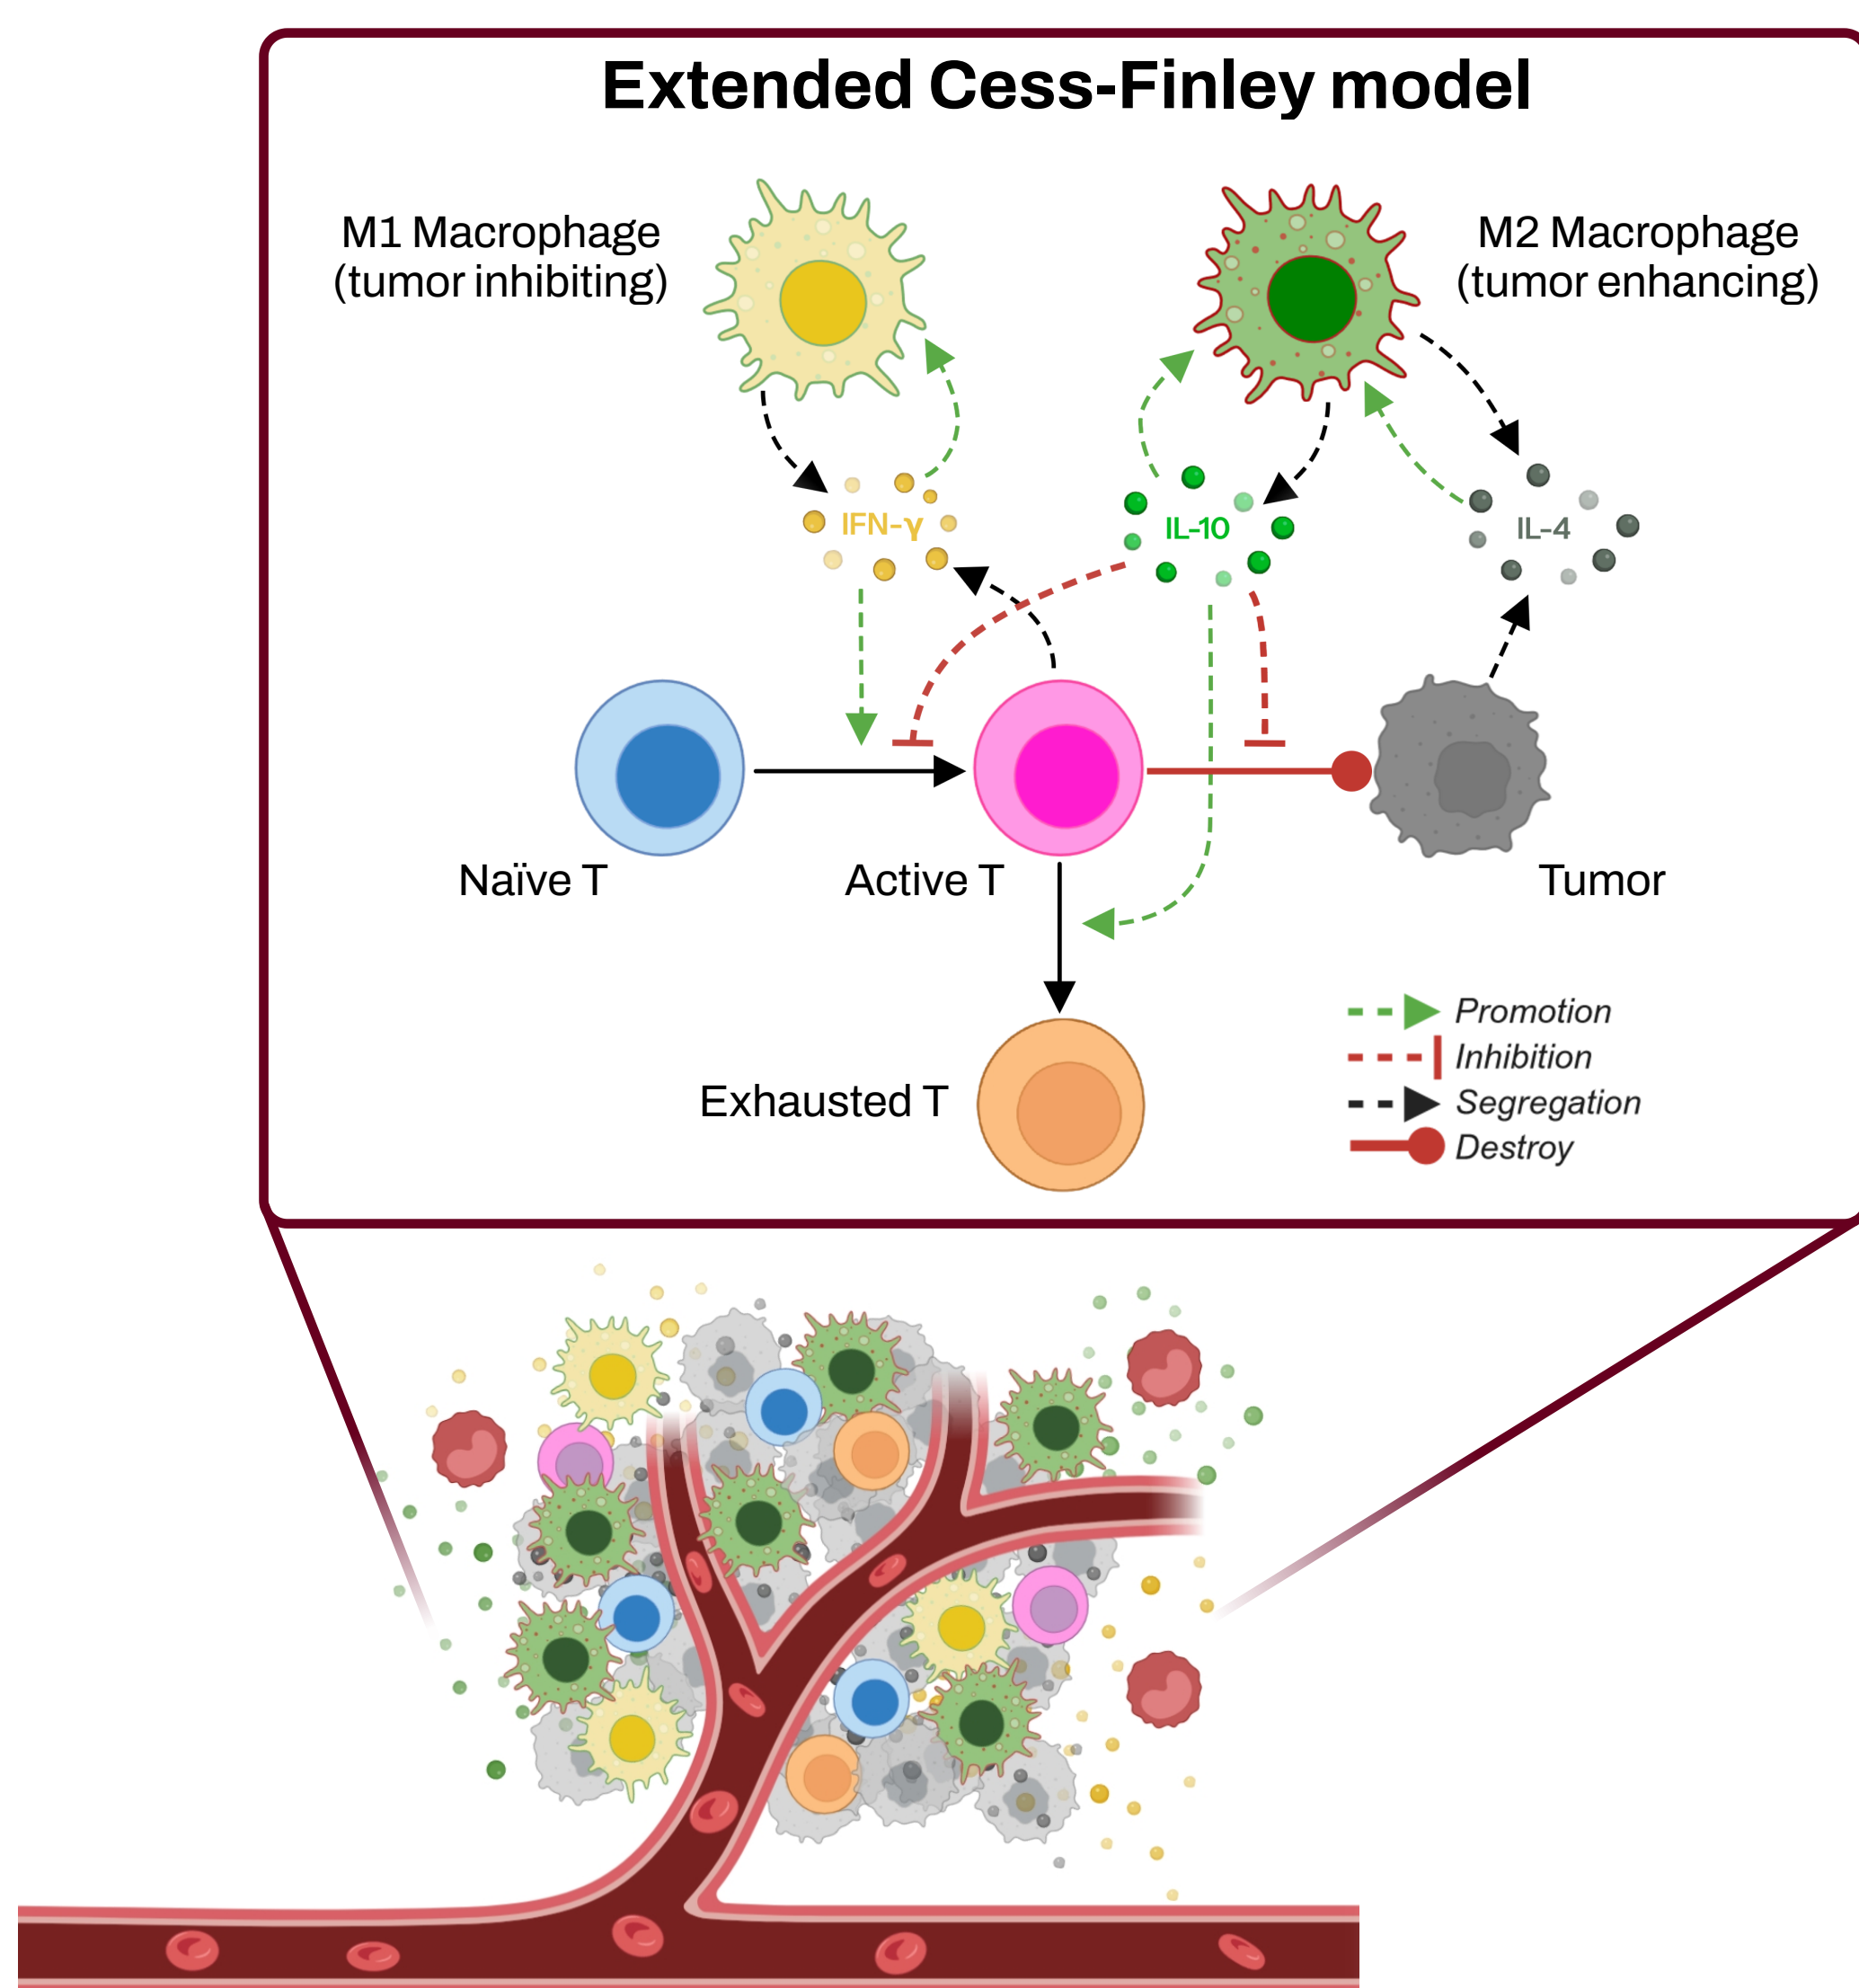 Extended Cess-Finley model
M1 Macrophage
(tumor inhibiting)
M2 Macrophage
(tumor enhancing)
IFN-γ
IL-10
IL-4
Naïve T
Active T
Tumor
Exhausted T
Promotion
Inhibition
Segregation
Destroy